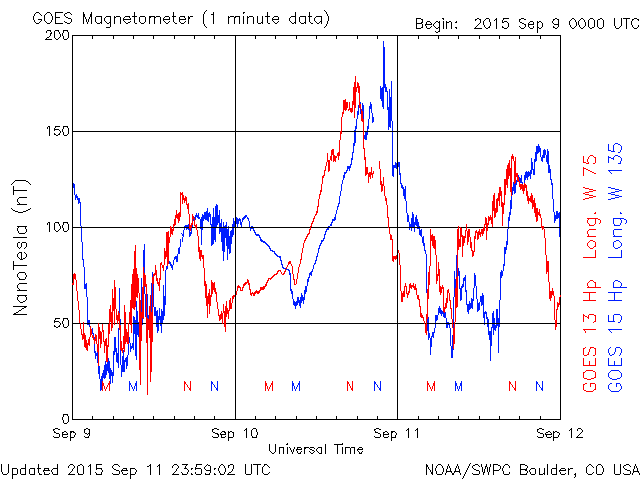 GOES Magnetometer (1 minute data)
Begin: 2015 Sep 9 0000 UTC
200
150
100
50
0
NanoTesla (nT)
M M N N M M N N M M N N
Sep 9 Sep 10 Sep 11 Sep 12
Universal Time
GOES 13 Hp Long. W 75
GOES 15 Hp Long. W 135
Updated 2015 Sep 11 23:59:02 UTC
NOAA/SWPC Boulder, CO USA